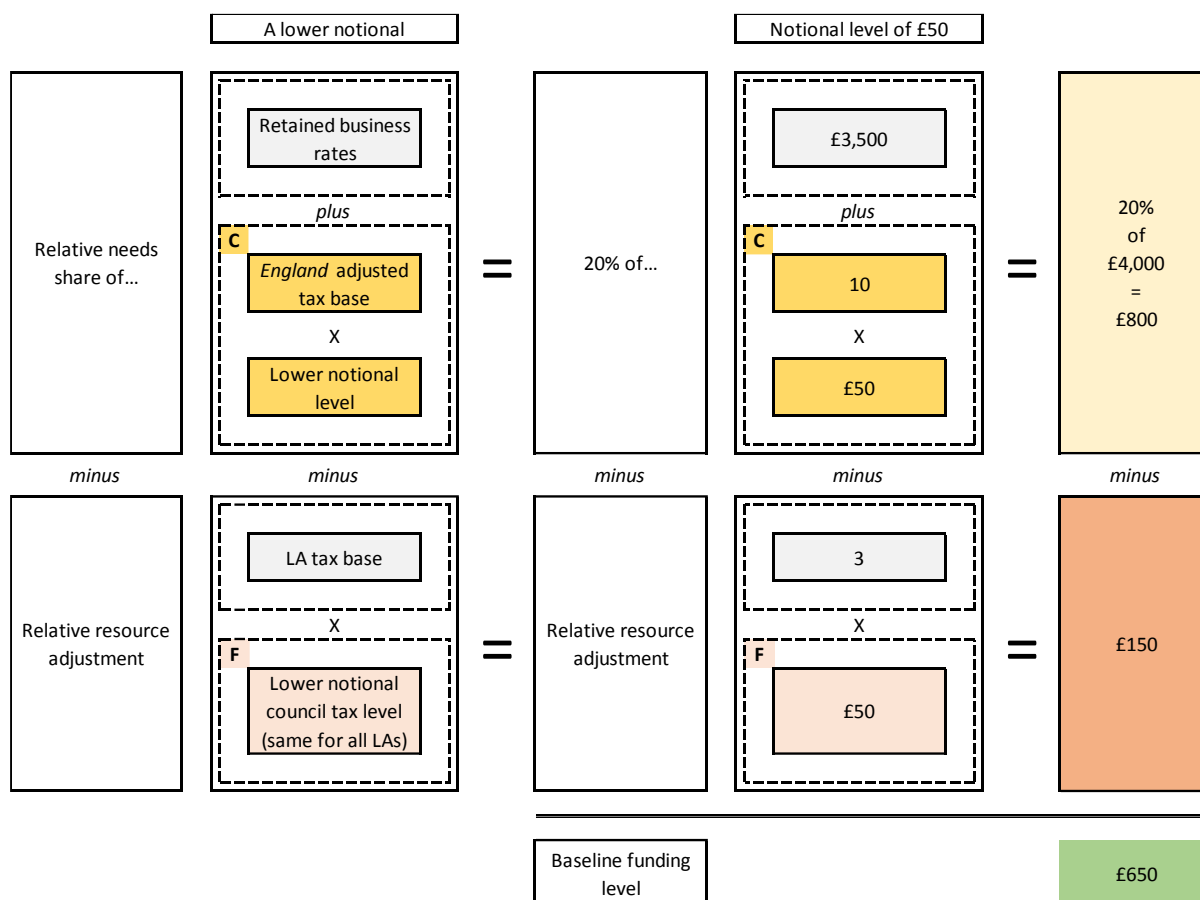 A lower notional
Notional level of £50
Relative needs
share of...
Retained business
rates
plus
C
England adjusted
tax base
X
Lower notional
level
=
20% of...
£3,500
plus
C
10
X
£50
=
20%
of
£4,000
=
£800
minus
minus
minus
minus
minus
Relative resource
adjustment
LA tax base
X
F
Lower notional
council tax level
(same for all LAs)
=
Relative resource
adjustment
3
X
F
£50
=
£150
Baseline funding
level
£650